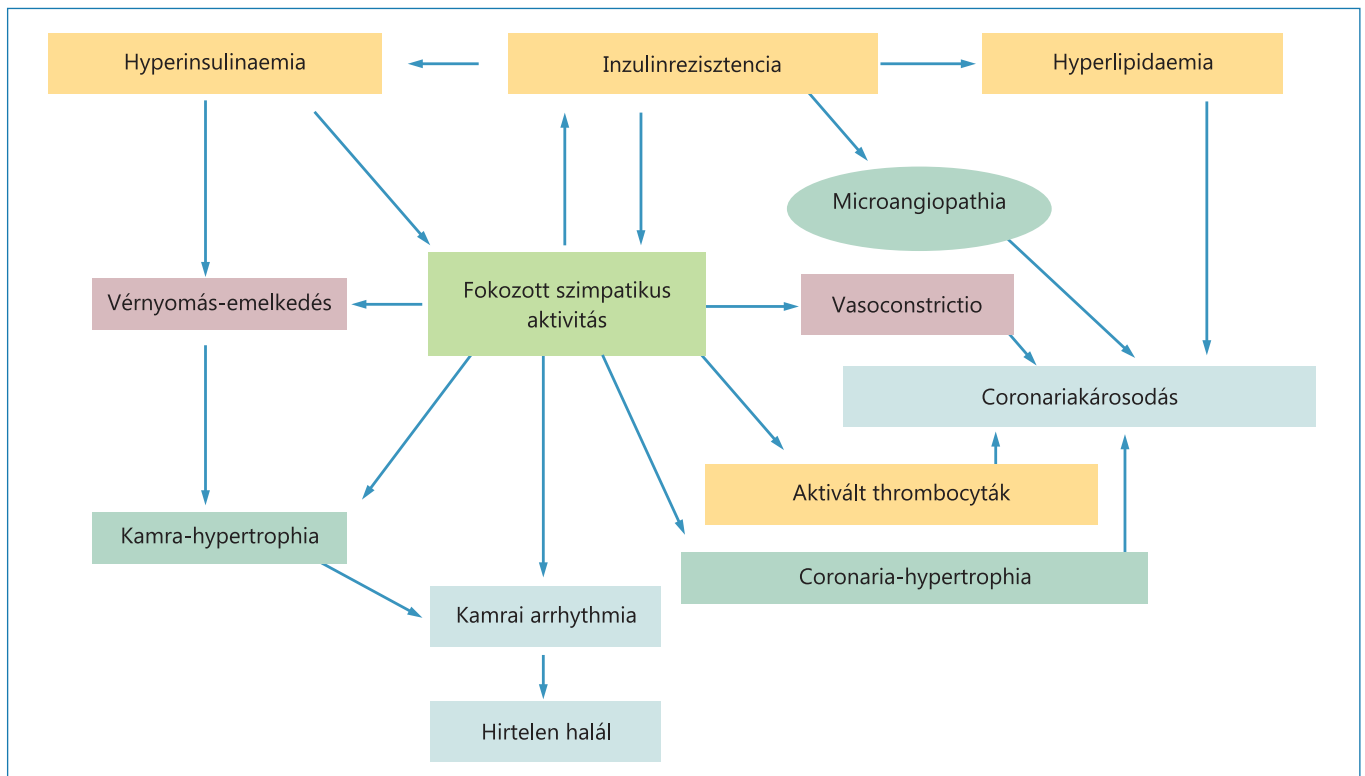 Hyperinsulinaemia
Inzulinrezisztencia
Hyperlipidaemia
Microangiopathia
Vérnyomás-emelkedés
Fokozott szimpatikus
aktivitás
Vasoconstrictio
Coronariakárosodás
Aktivált thrombocyták
Kamra-hypertrophia
Coronaria-hypertrophia
Kamrai arrhythmia
Hirtelen halál